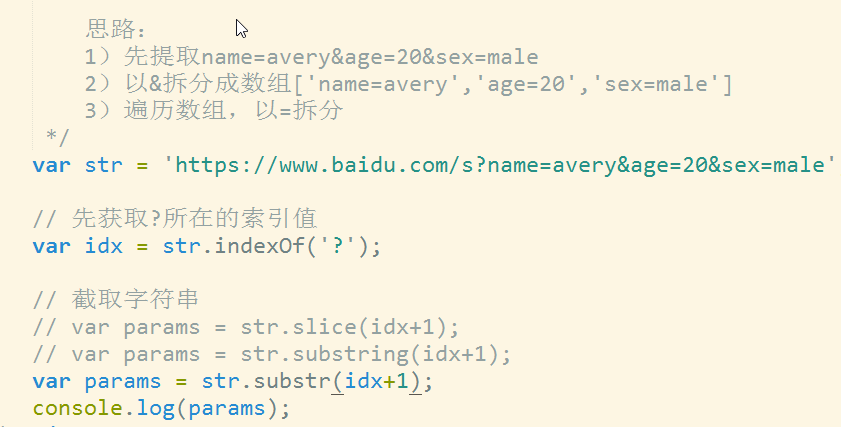 思路：
1）先提取name=avery&age=20&sex=male
2）以&拆分成数组['name=avery','age=20','sex=male']
3）遍历数组，以=拆分
*/
var str = 'https://www.baidu.com/s?name=avery&age=20&sex=male'
// 先获取?所在的索引值
var idx = str.indexOf('?');
// 截取字符串
// var params = str.slice(idx+1);
// var params = str.substring(idx+1);
var params = str.substr(idx+1);
console.log(params);